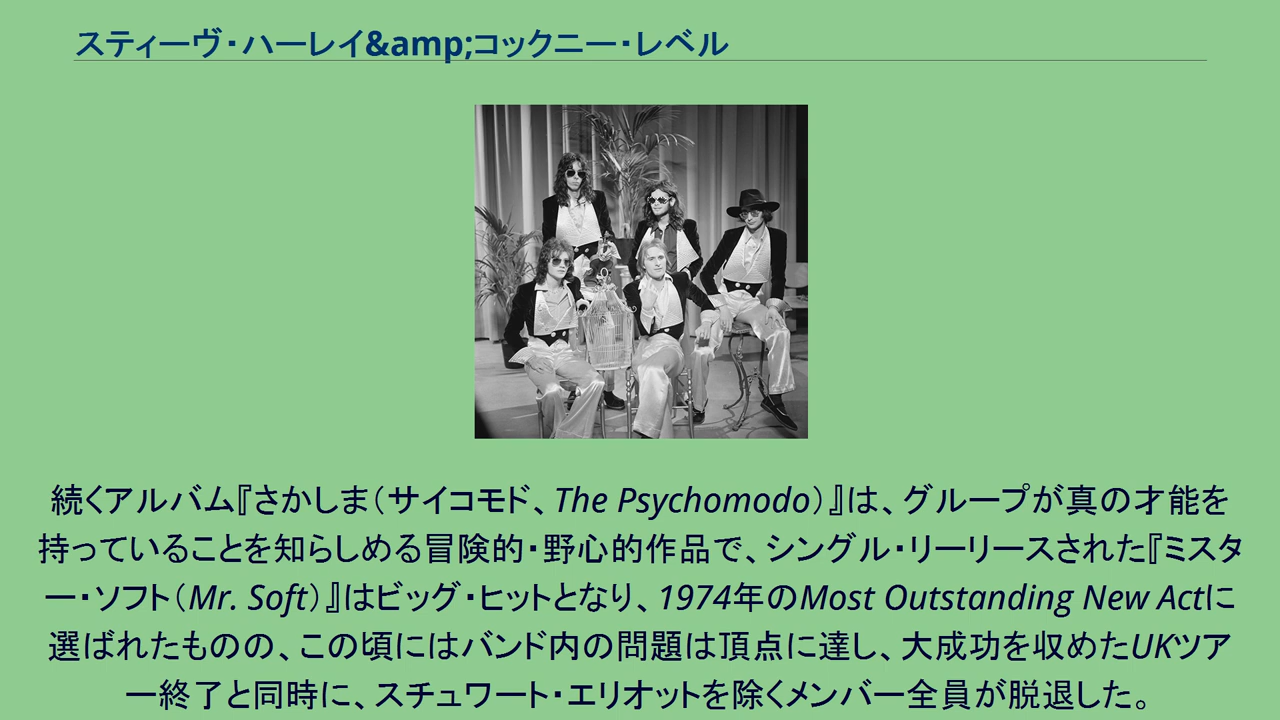 スティーヴ・ハーレイ&amp;コックニー・レベル
続くアルバム『さかしま（サイコモド、The Psychomodo）』は、グループが真の才能を
持っていることを知らしめる冒険的・野心的作品で、シングル・リーリースされた『ミスタ
ー・ソフト（Mr. Soft）』はビッグ・ヒットとなり、1974年のMost Outstanding New Actに
選ばれたものの、この頃にはバンド内の問題は頂点に達し、大成功を収めたUKツア
ー終了と同時に、スチュワート・エリオットを除くメンバー全員が脱退した。